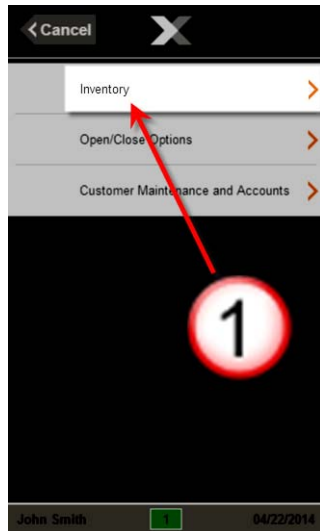 Cancel
Inventory
Open/Close Options
Customer Maintenance and Accounts
1
John Smith 1 04/22/2014